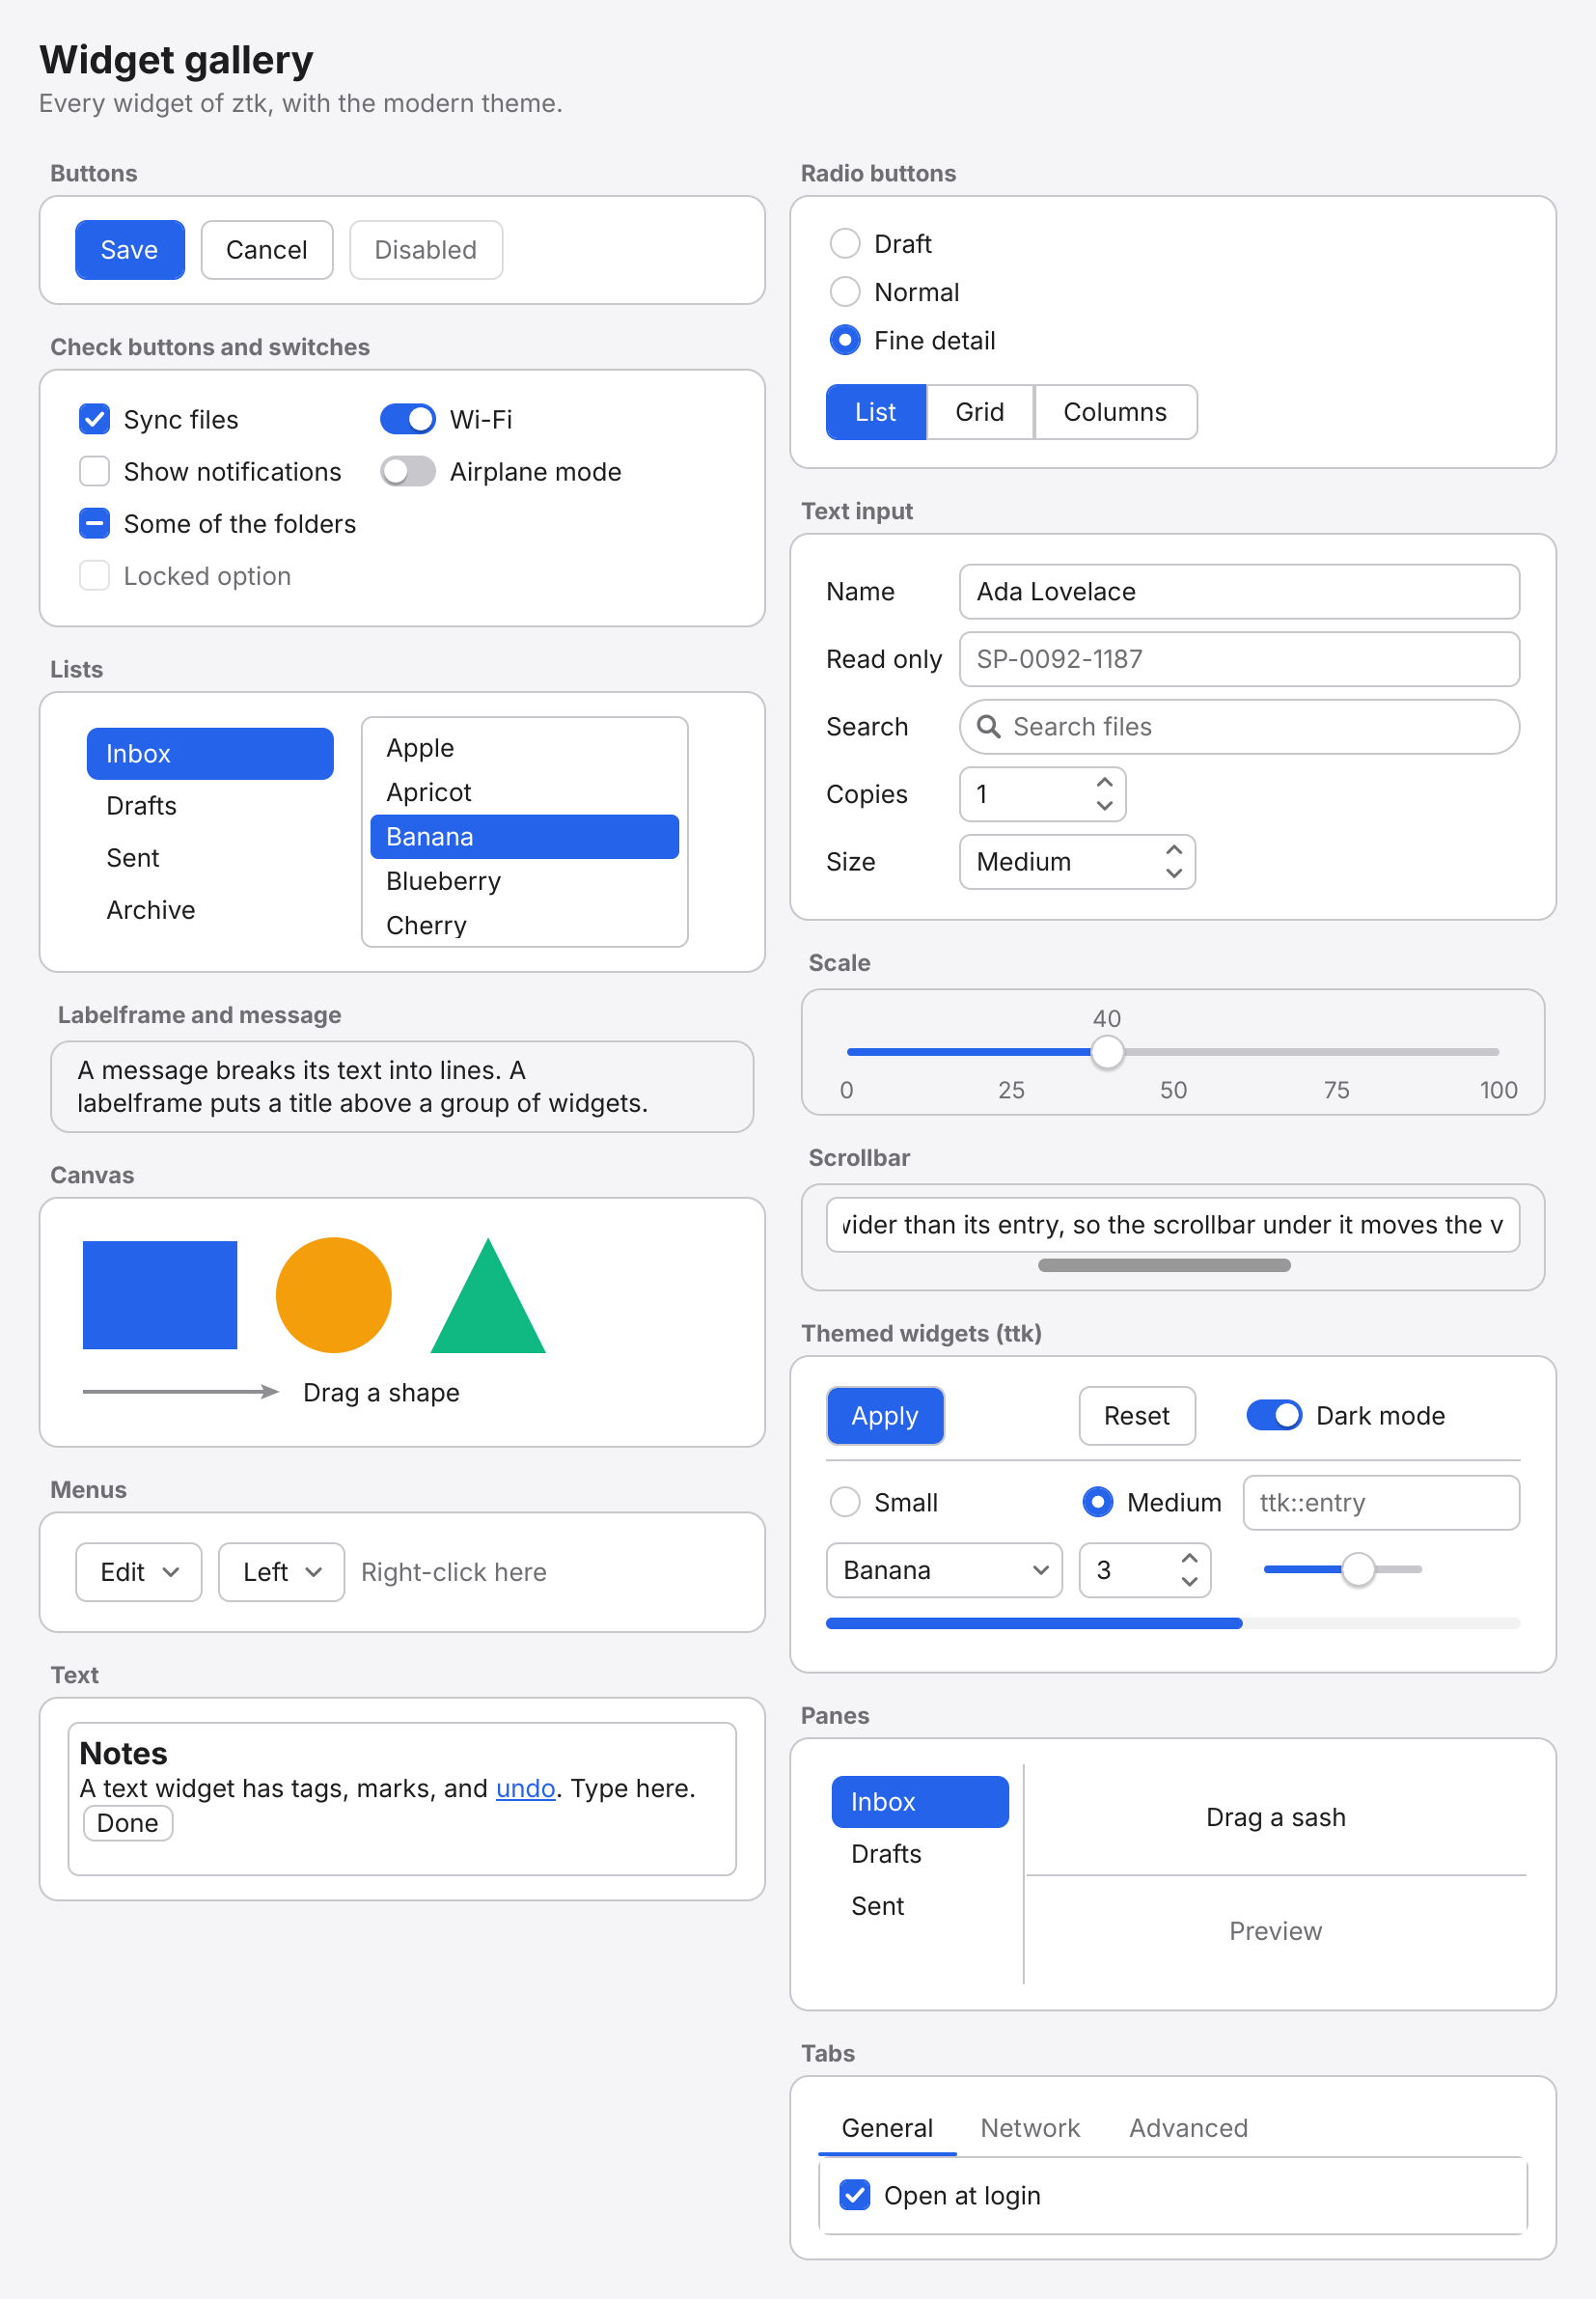 Widget gallery
Every widget of ztk, with the modern theme.
Buttons
Save Cancel Disabled
Check buttons and switches
Sync files Wi-Fi
Show notifications Airplane mode
Some of the folders
Locked option
Lists
Inbox
Drafts
Sent
Archive
Apple
Apricot
Banana
Blueberry
Cherry
Labelframe and message
A message breaks its text into lines. A
labelframe puts a title above a group of widgets.
Canvas
Drag a shape
Menus
Edit Left Right-click here
Text
Notes
A text widget has tags, marks, and undo. Type here.
Done
Radio buttons
Draft
Normal
Fine detail
List Grid Columns
Text input
Name Ada Lovelace
Read only SP-0092-1187
Search Search files
Copies 1
Size Medium
Scale
40
0 25 50 75 100
Scrollbar
wider than its entry, so the scrollbar under it moves the v
Themed widgets (ttk)
Apply Reset Dark mode
Small Medium ttk::entry
Banana 3
Panes
Inbox
Drafts
Sent
Drag a sash
Preview
Tabs
General Network Advanced
Open at login